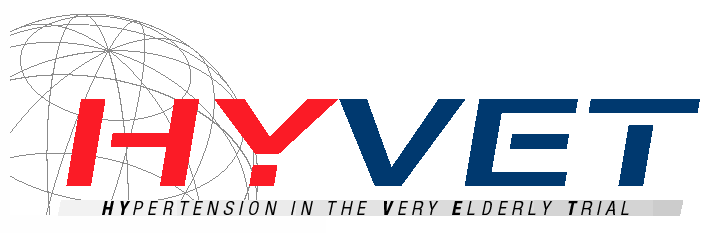 HYVET
HYPERTENSION IN THE VERY ELDERLY TRIAL